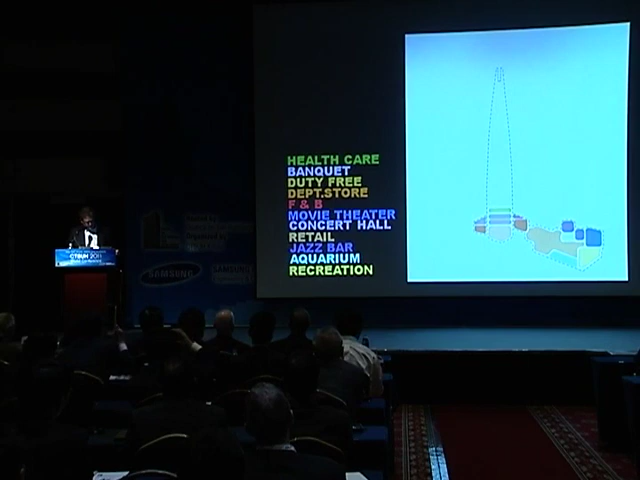 HEALTH CARE
BANQUET
DUTY FREE
DEPT.STORE
F & B
MOVIE THEATER
CONCERT HALL
RETAIL
JAZZ BAR
AQUARIUM
RECREATION
CTBUH 2011
SAMSUNG
SAMSUNG